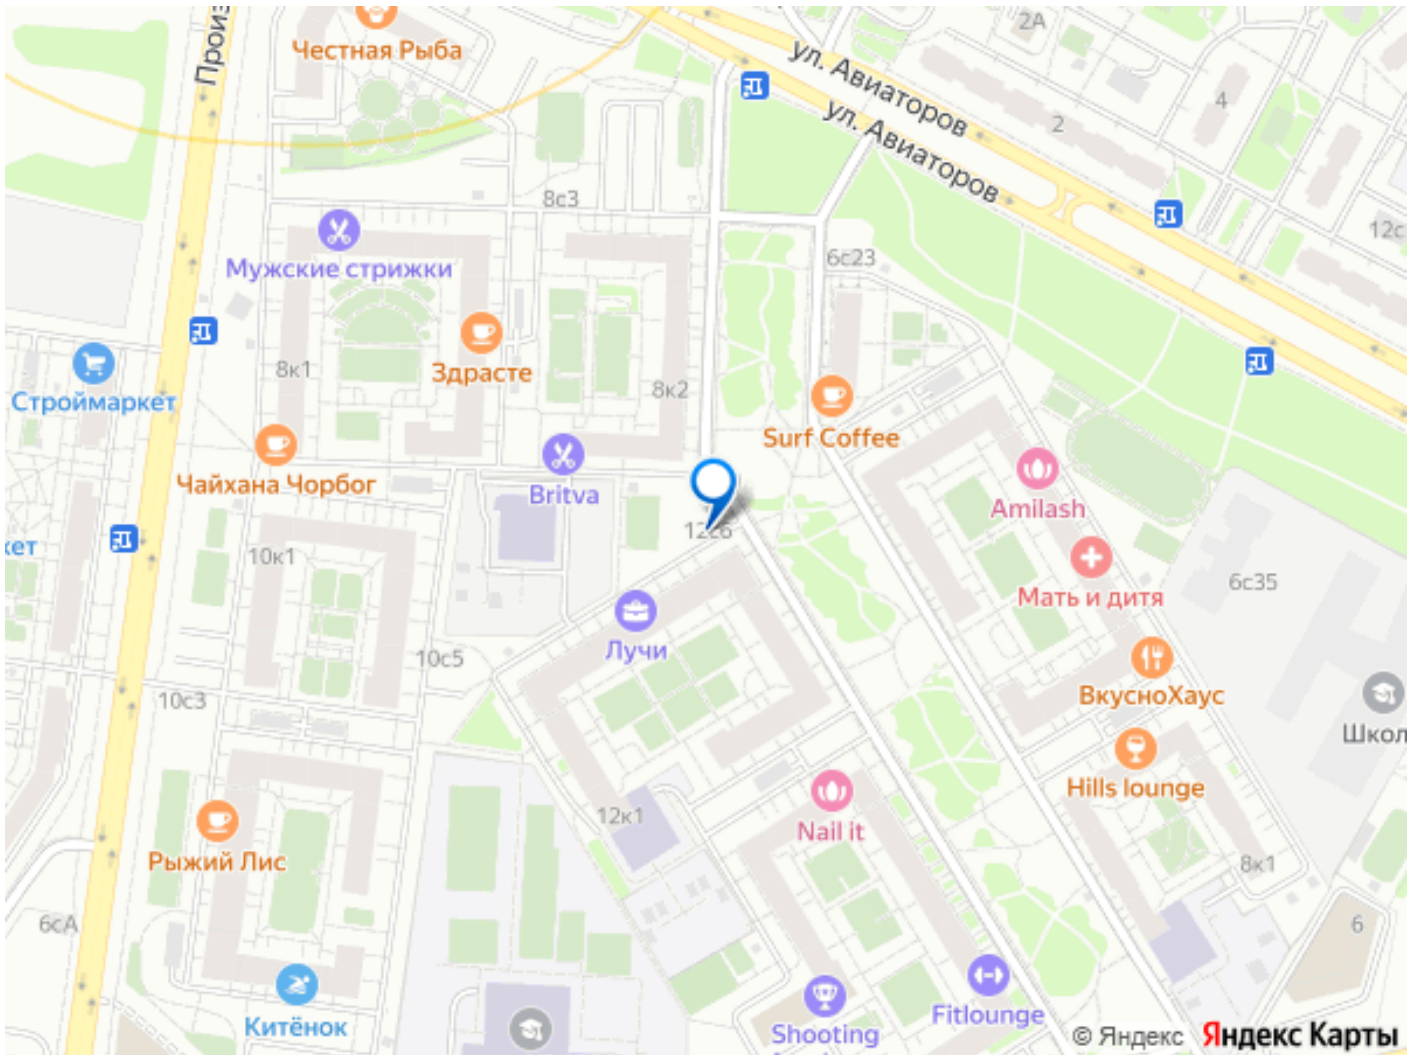 2А
Честная Рыба
Произ
ул. Авиаторов
4
2
ул. Авиаторов
8с3
12с
Мужские стрижки
6с23
8к1
Здрасте
8к2
Строймаркет
Surf Coffee
Чайхана Чорбог
Britva
Amilash
12с6
кет
10к1
6с35
Мать и дитя
Лучи
10с5
10с3
ВкусноХаус
Школ
Hills lounge
12к1
Nail it
Рыжий Лис
8к1
6сА
6
Китёнок
Fitlounge
Shooting
© Яндекс Яндекс Карты